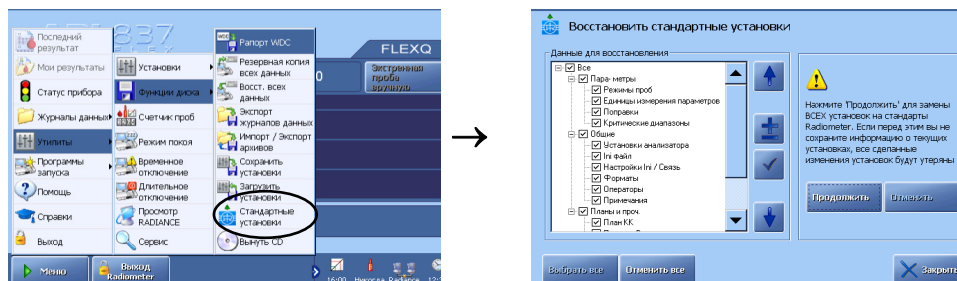 837
FLEXQ
Последний
результат
Мои результаты
Статус прибора
Журналы данных
Утилиты
Программы
запуска
Помощь
Справки
Выход
Установки
Функции диска
Счетчик проб
Режим покоя
Временное
отключение
Длительное
отключение
Просмотр
RADIANCE
Сервис
Рапорт WDC
Резервная копия
всех данных
Восст. всех
данных
Экспорт
журналов данных
Импорт / Экспорт
архивов
Сохранить
установки
Загрузить
установки
Стандартные
установки
Вынуть CD
0
Экстренная
проба
вручную
Меню
Выход
Radiometer
16:00
Никогда
Radiance
→
Восстановить стандартные установки
Данные для восстановления
Все
Пара- метры
Режимы проб
Единицы измерения параметров
Поправки
Критические диапазоны
Общие
Установки анализатора
Ini файл
Настройки Ini / Связь
Форматы
Операторы
Примечания
Планы и проч.
План КК
Нажмите 'Продолжить' для замены
ВСЕХ установок на стандарты
Radiometer. Если перед этим вы не
сохраните информацию о текущих
установках, все сделанные
изменения установок будут утеряны
Продолжить
Отменить
Выбрать все
Отменить все
Закрыть